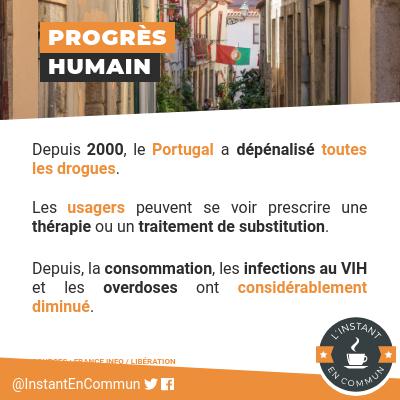 PROGRÈS
HUMAIN
Depuis 2000, le Portugal a dépénalisé toutes
les drogues.
Les usagers peuvent se voir prescrire une
thérapie ou un traitement de substitution.
Depuis, la consommation, les infections au VIH
et les overdoses ont considérablement
diminué.
SOURCES : FRANCE INFO / LIBÉRATION
L'INSTANT
EN COMMUN
@InstantEnCommun